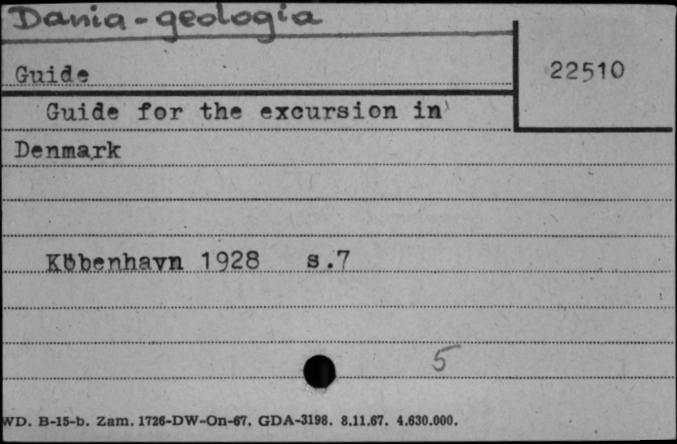 Dania - geologia
Guide
22510
Guide for the excursion in
Denmark
Köbenhavn 1928 s.7
5
WD. B-15-b. Zam. 1726-DW-On-67. GDA-3198. 8.11.67. 4.630.000.